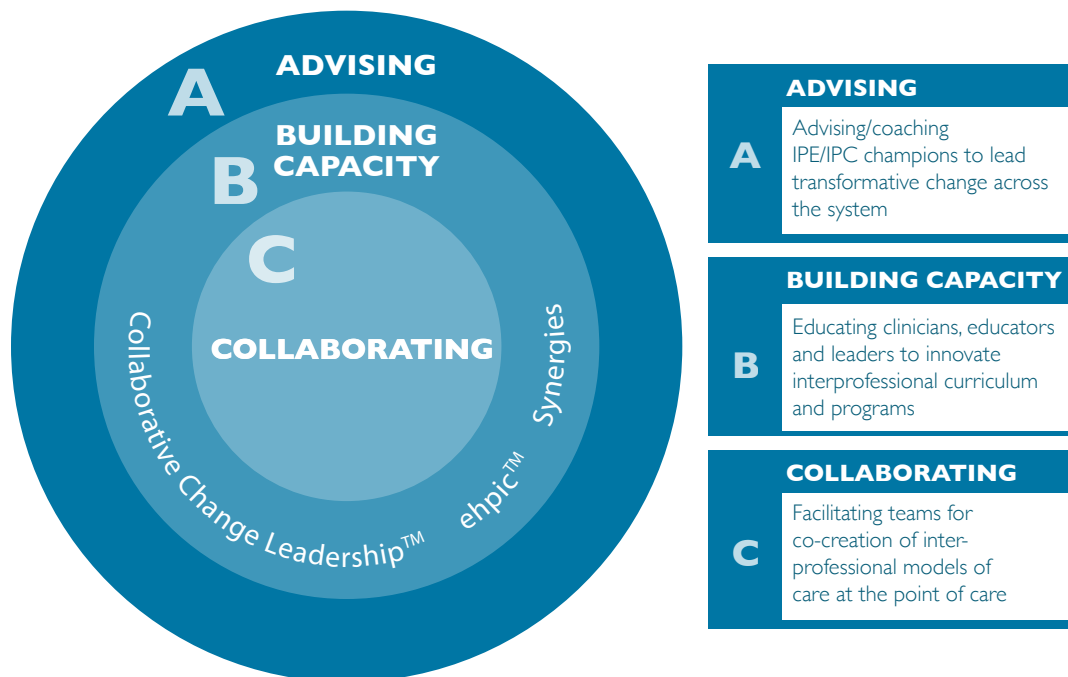 A
ADVISING
B
BUILDING
CAPACITY
C
COLLABORATING
Collaborative Change Leadership™
ehpic™
Synergies
ADVISING
A
Advising/coaching
IPE/IPC champions to lead
transformative change across
the system
BUILDING CAPACITY
B
Educating clinicians, educators
and leaders to innovate
interprofessional curriculum
and programs
COLLABORATING
C
Facilitating teams for
co-creation of inter-
professional models of
care at the point of care